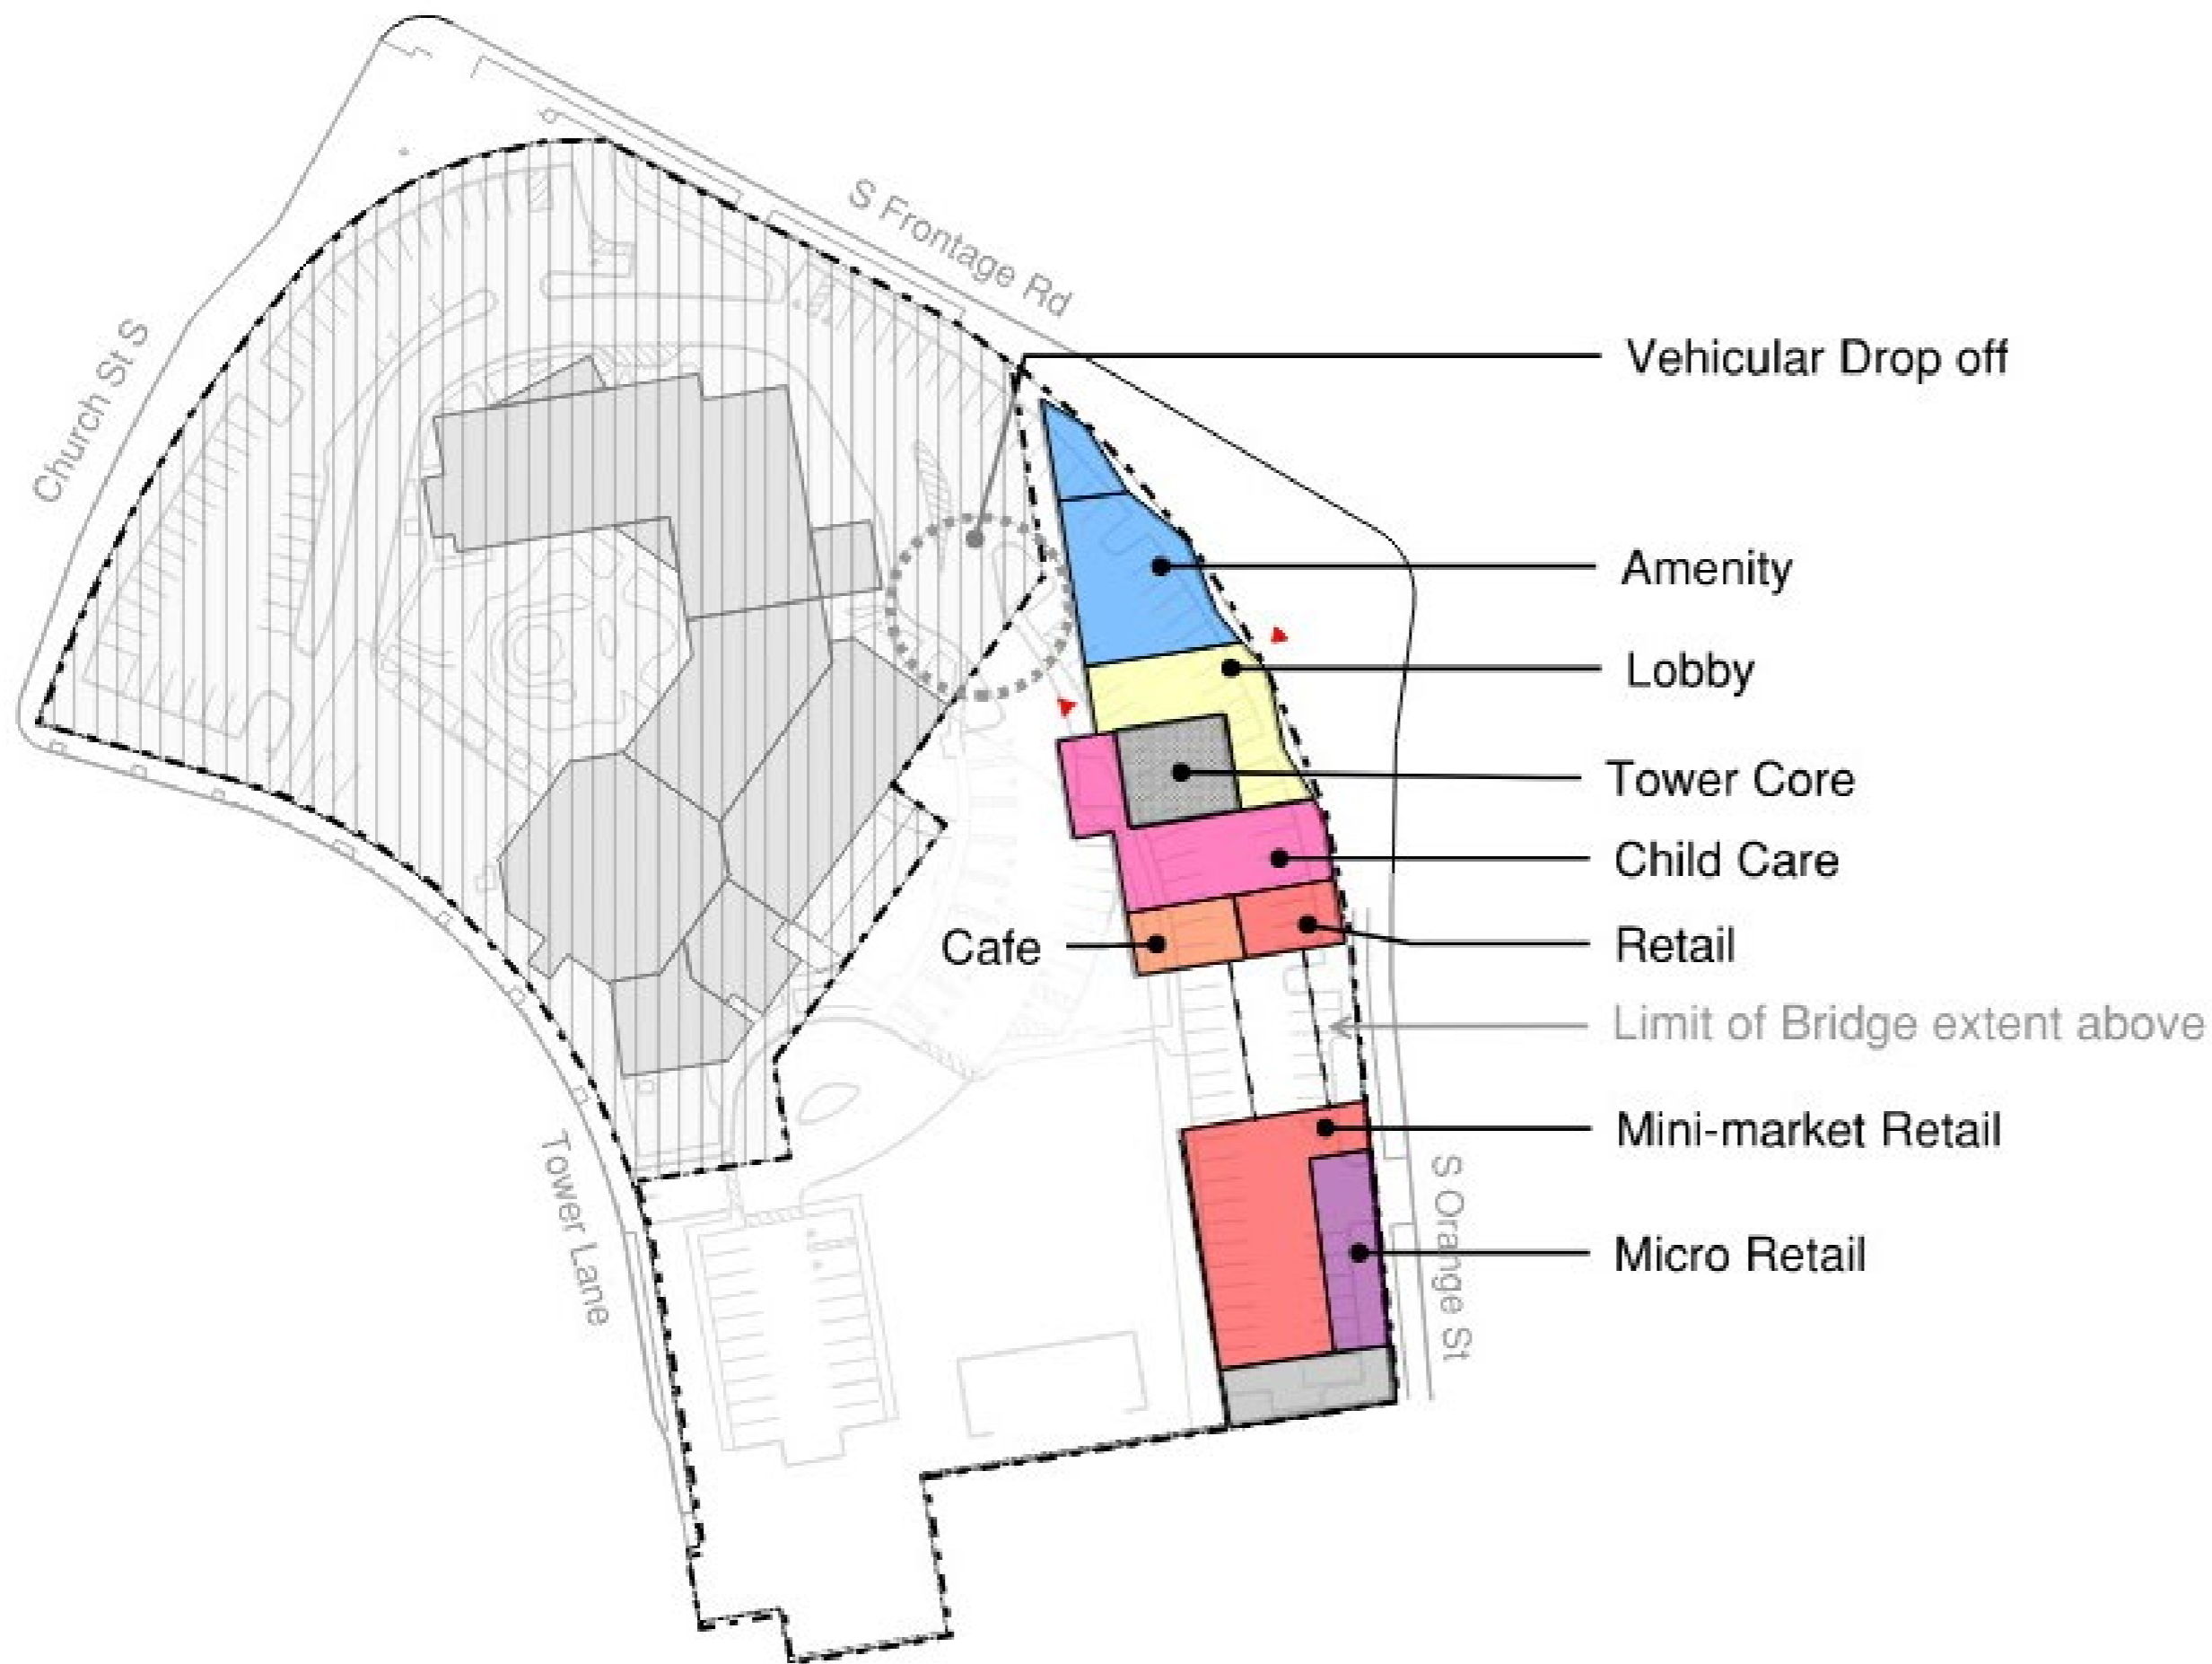 S Frontage Rd
Church St S
Vehicular Drop off
Amenity
Lobby
Tower Core
Child Care
Cafe
Retail
Limit of Bridge extent above
Mini-market Retail
Micro Retail
S Orange St
Tower Lane